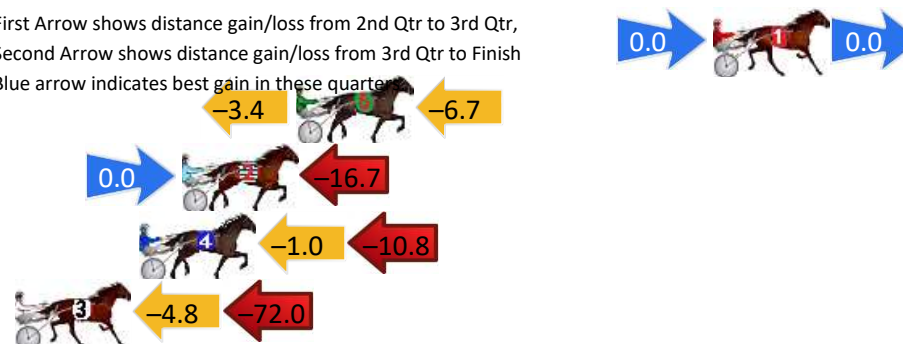 First Arrow shows distance gain/loss from 2nd Qtr to 3rd Qtr,
Second Arrow shows distance gain/loss from 3rd Qtr to Finish
Blue arrow indicates best gain in these quarters
0.0 1 0.0
–3.4 –6.7
0.0 –16.7
4 –1.0 –10.8
3 –4.8 –72.0